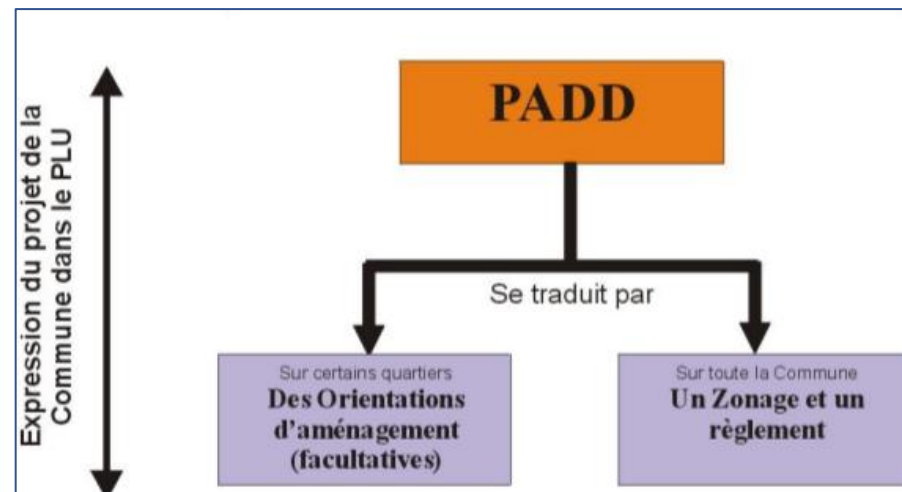 Expression du projet de la
Commune dans le PLU
PADD
Se traduit par
Sur certains quartiers
Des Orientations
d'aménagement
(facultatives)
Sur toute la Commune
Un Zonage et un
règlement